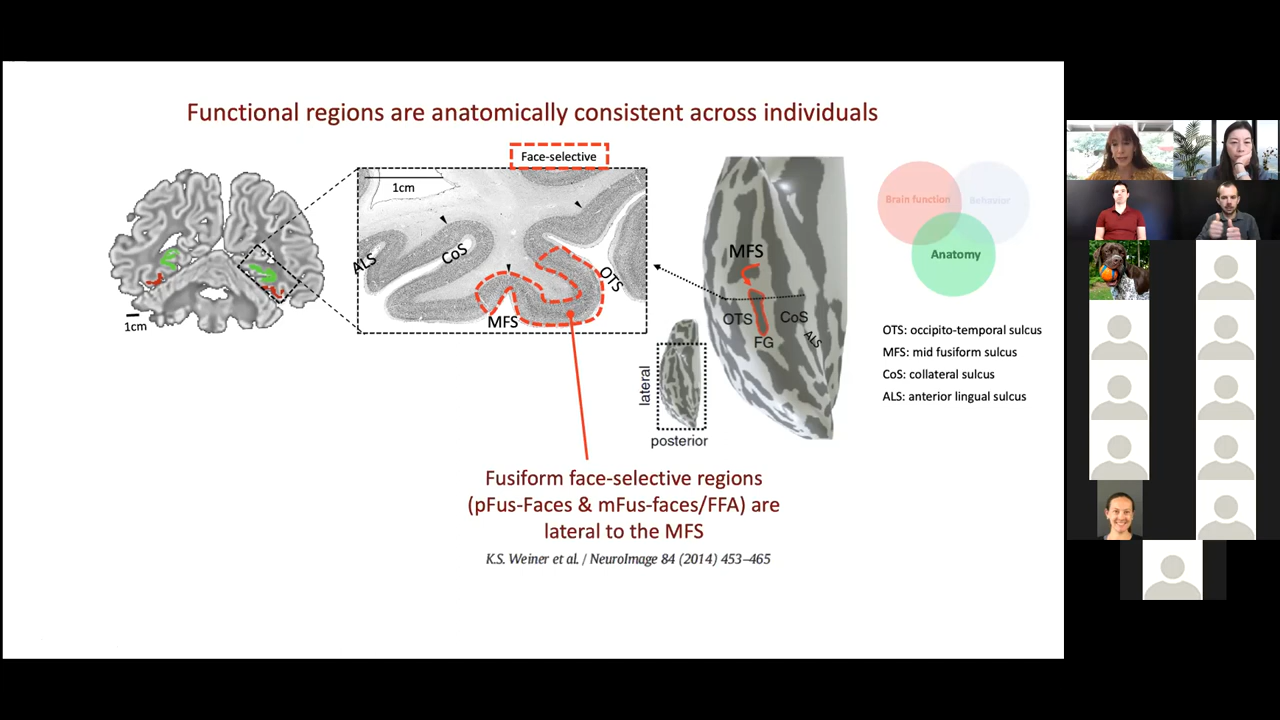 Functional regions are anatomically consistent across individuals
Face-selective
1cm
ALS
CoS
OTS
MFS
1cm
MFS
OTS
CoS
FG
ALS
lateral
posterior
Brain function
Behavior
Anatomy
OTS: occipito-temporal sulcus
MFS: mid fusiform sulcus
CoS: collateral sulcus
ALS: anterior lingual sulcus
Fusiform face-selective regions
(pFus-Faces & mFus-faces/FFA) are
lateral to the MFS
K.S. Weiner et al. / NeuroImage 84 (2014) 453–465